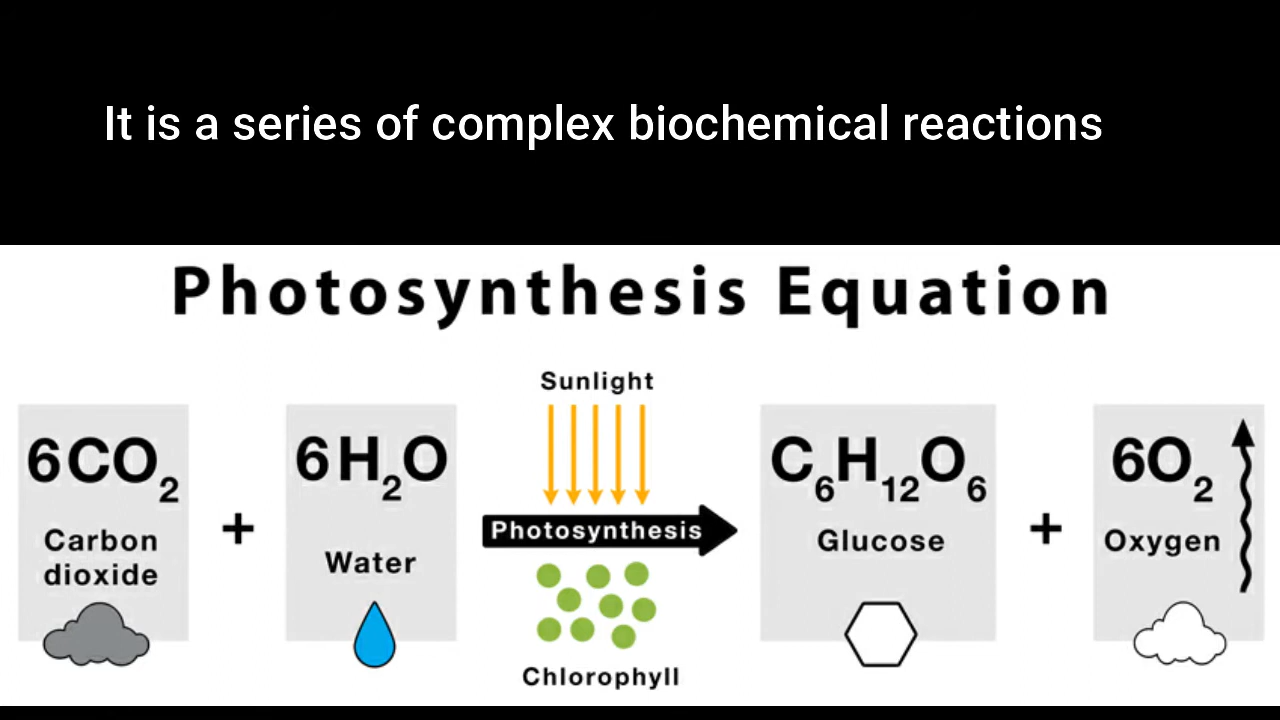 It is a series of complex biochemical reactions
Photosynthesis Equation
Sunlight
6CO₂ + 6H₂O Photosynthesis C₆H₁₂O₆ + 6O₂
Carbon dioxide Water Glucose Oxygen
Chlorophyll